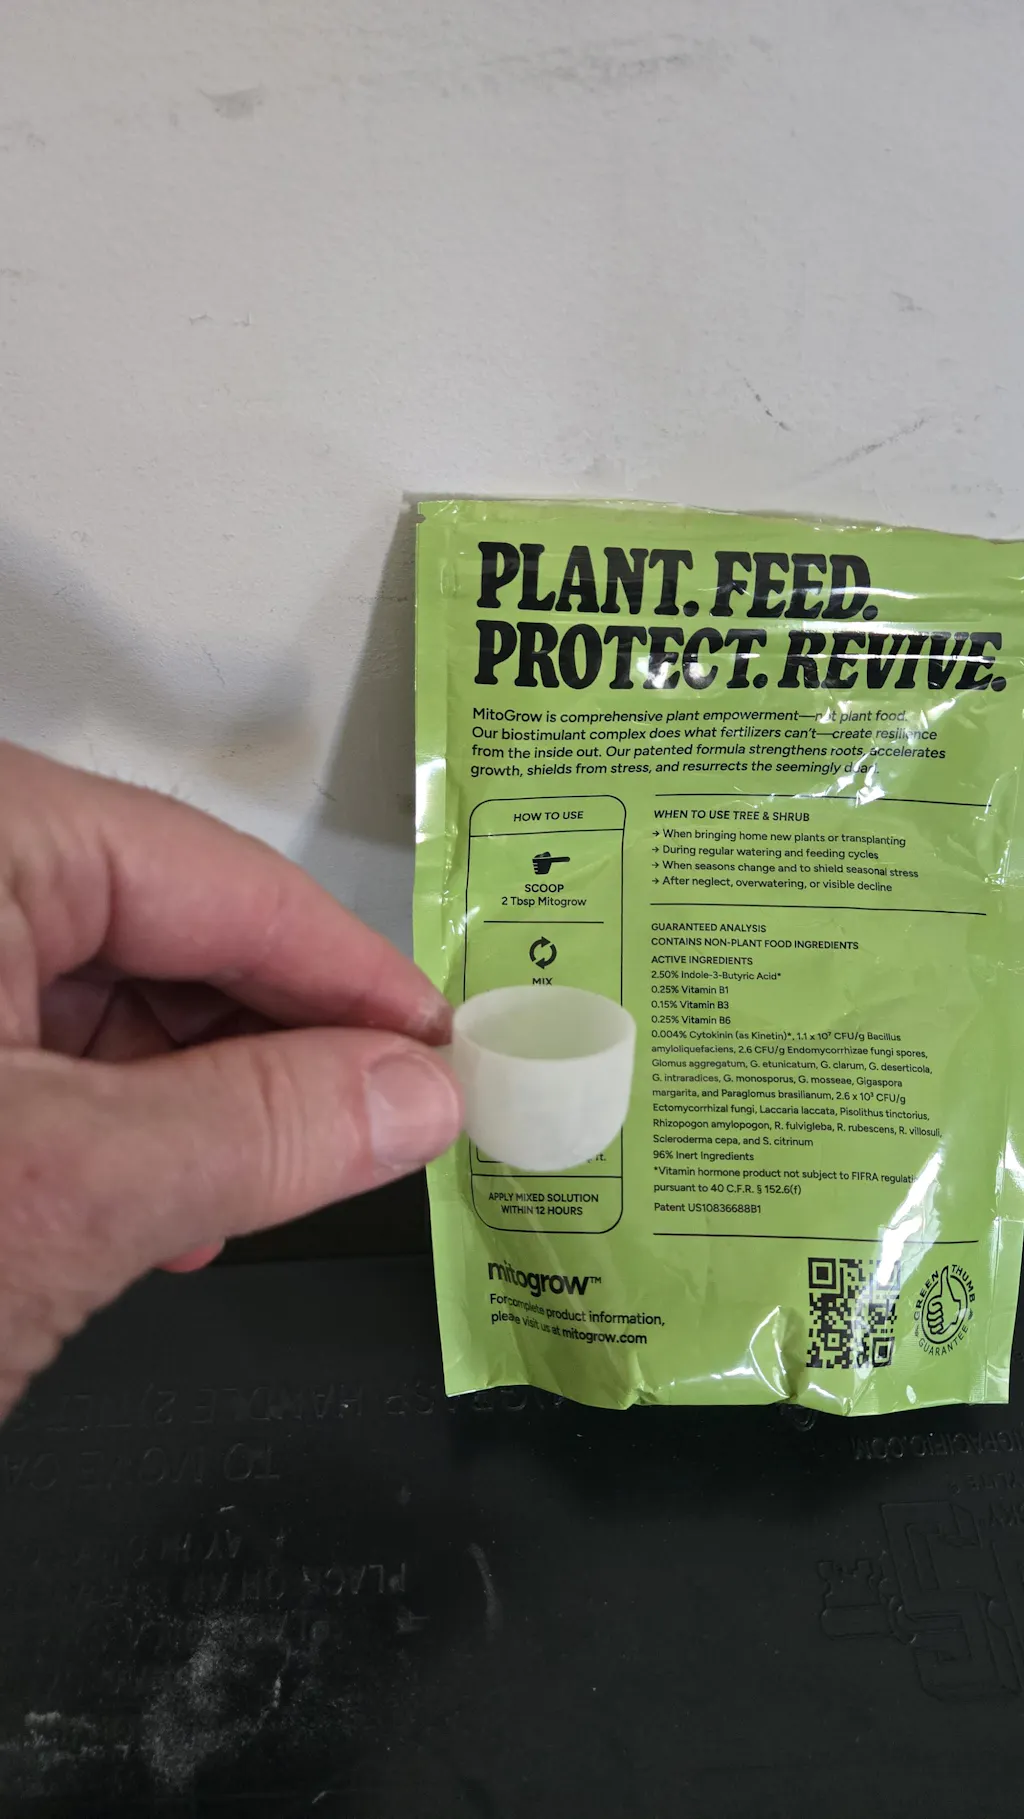 PLANT. FEED.
PROTECT. REVIVE.
MitoGrow is comprehensive plant empowerment—not plant food.
Our biostimulant complex does what fertilizers can't—create resilience
from the inside out. Our patented formula strengthens roots, accelerates
growth, shields from stress, and resurrects the seemingly dead.
HOW TO USE
SCOOP
2 Tbsp Mitogrow
MIX
APPLY MIXED SOLUTION
WITHIN 12 HOURS
WHEN TO USE TREE & SHRUB
→ When bringing home new plants or transplanting
→ During regular watering and feeding cycles
→ When seasons change and to shield seasonal stress
→ After neglect, overwatering, or visible decline
GUARANTEED ANALYSIS
CONTAINS NON-PLANT FOOD INGREDIENTS
ACTIVE INGREDIENTS
2.50% Indole-3-Butyric Acid*
0.25% Vitamin B1
0.15% Vitamin B3
0.25% Vitamin B6
0.004% Cytokinin (as Kinetin)*, 1.1 x 10⁷ CFU/g Bacillus
amyloliquefaciens, 2.6 CFU/g Endomycorrhizae fungi spores,
Glomus aggregatum, G. etunicatum, G. clarum, G. deserticola,
G. intraradices, G. monosporus, G. mosseae, Gigaspora
margarita, and Paraglomus brasilianum, 2.6 x 10³ CFU/g
Ectomycorrhizal fungi, Laccaria laccata, Pisolithus tinctorius,
Rhizopogon amylopogon, R. fulvigleba, R. rubescens, R. villosuli,
Scleroderma cepa, and S. citrinum
96% Inert Ingredients
*Vitamin hormone product not subject to FIFRA
pursuant to 40 C.F.R. § 152.6(f)
Patent US10836688B1
mitogrow™
For complete product information,
please visit us at mitogrow.com
GREEN THUMB
GUARANTEE
HANDLE
TO MOVE